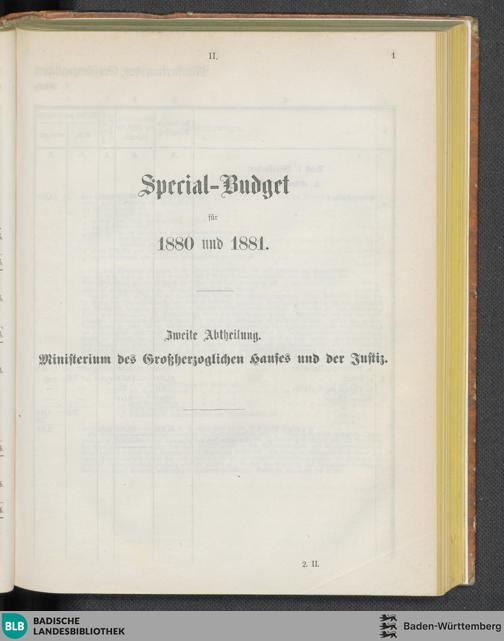 II.
1
Special-Budget
für
1880 und 1881.
Zweite Abtheilung.
Ministerium des Großherzoglichen Hauses und der Justiz.
2. II.
BLB BADISCHE
LANDESBIBLIOTHEK
Baden-Württemberg